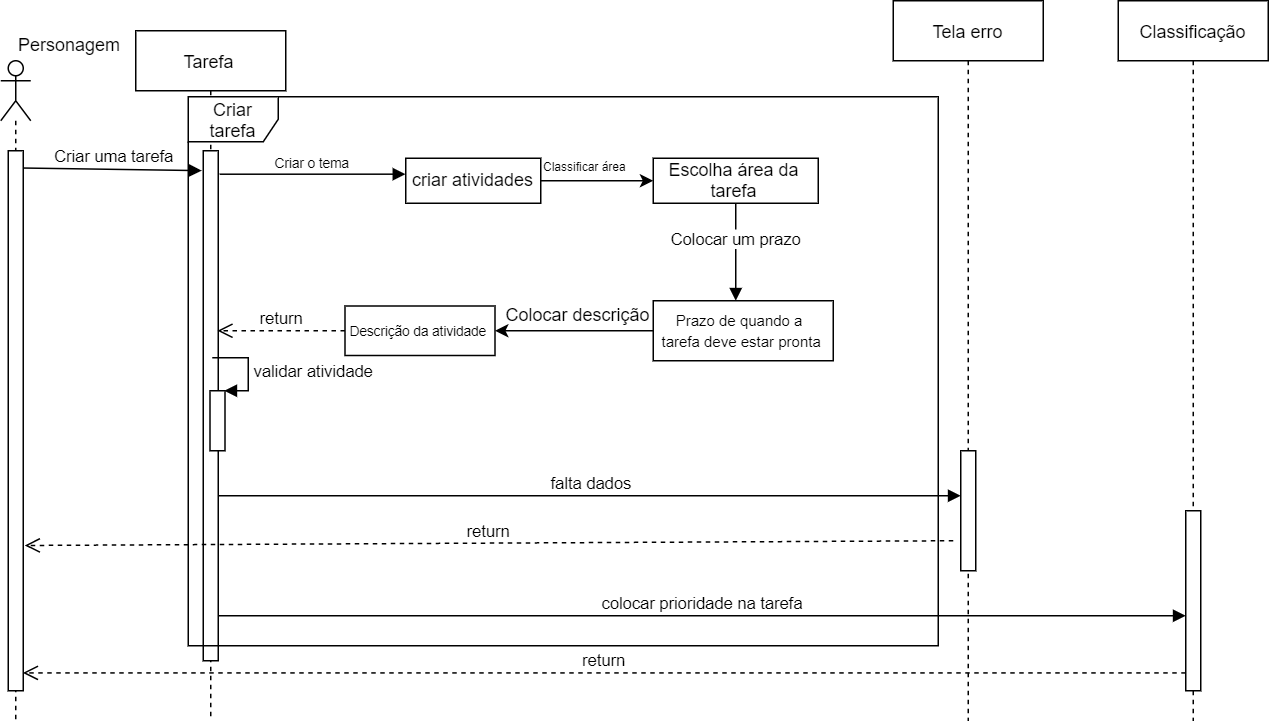 Personagem
Tarefa
Tela erro
Classificação
Criar
tarefa
Criar uma tarefa
Criar o tema
criar atividades
Classificar área
Escolha área da
tarefa
Colocar um prazo
Prazo de quando a
tarefa deve estar pronta
Colocar descrição
Descrição da atividade
return
validar atividade
falta dados
return
colocar prioridade na tarefa
return